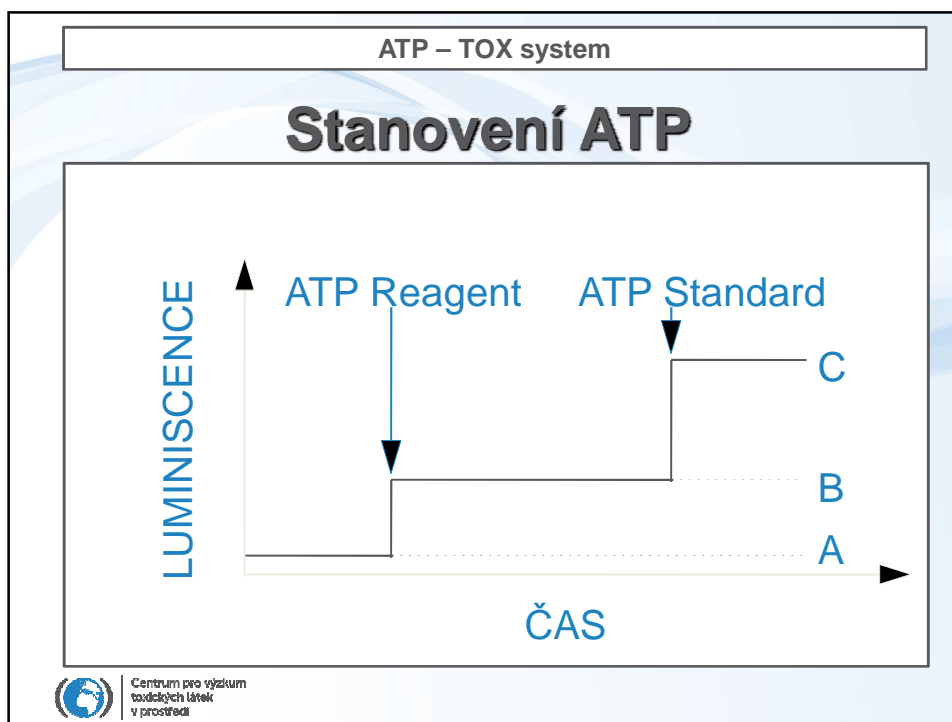 ATP – TOX system
Stanovení ATP
ATP Reagent
ATP Standard
LUMINISCENCE
C
B
A
ČAS
Centrum pro výzkum
toxických látek
v prostředí